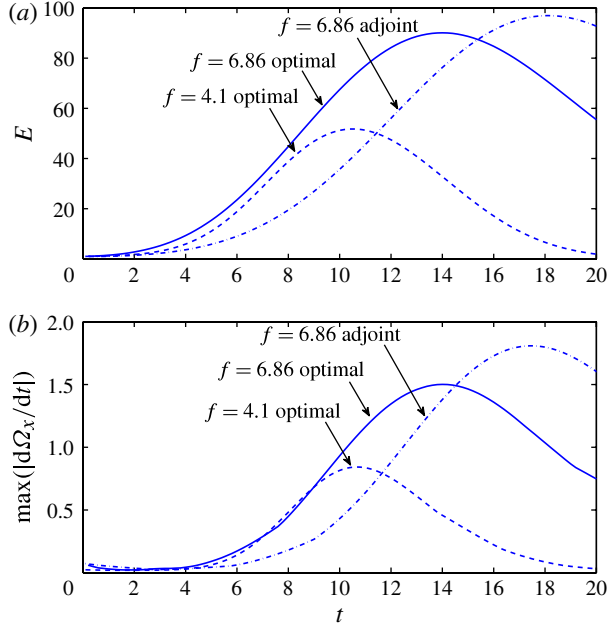 (a)
100
80
60
40
20
0
E
f = 6.86 adjoint
f = 6.86 optimal
f = 4.1 optimal
2 4 6 8 10 12 14 16 18 20
(b)
2.0
1.5
1.0
0.5
0
max(|dΩx/dt|)
f = 6.86 adjoint
f = 6.86 optimal
f = 4.1 optimal
2 4 6 8 10 12 14 16 18 20
t